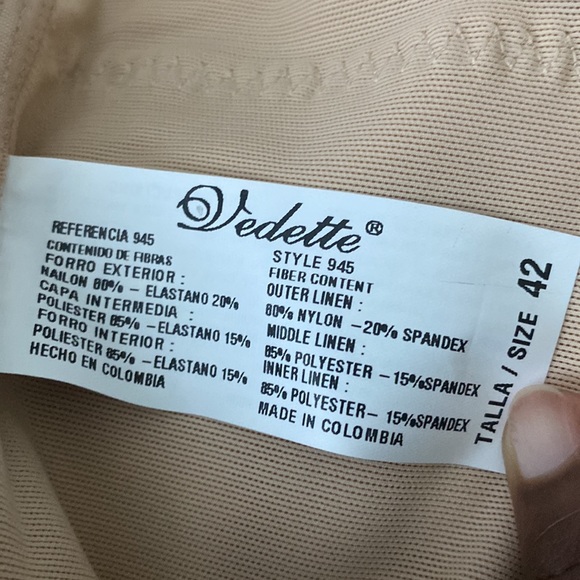 Vedette®
REFERENCIA 945
CONTENIDO DE FIBRAS
FORRO EXTERIOR :
NAILON 80% – ELASTANO 20%
CAPA INTERMEDIA :
POLIESTER 85% – ELASTANO 15%
FORRO INTERIOR :
POLIESTER 85% – ELASTANO 15%
HECHO EN COLOMBIA
STYLE 945
FIBER CONTENT
OUTER LINEN :
80% NYLON –20% SPANDEX
MIDDLE LINEN :
85% POLYESTER –15%SPANDEX
INNER LINEN :
85% POLYESTER– 15%SPANDEX
MADE IN COLOMBIA
TALLA / SIZE 42